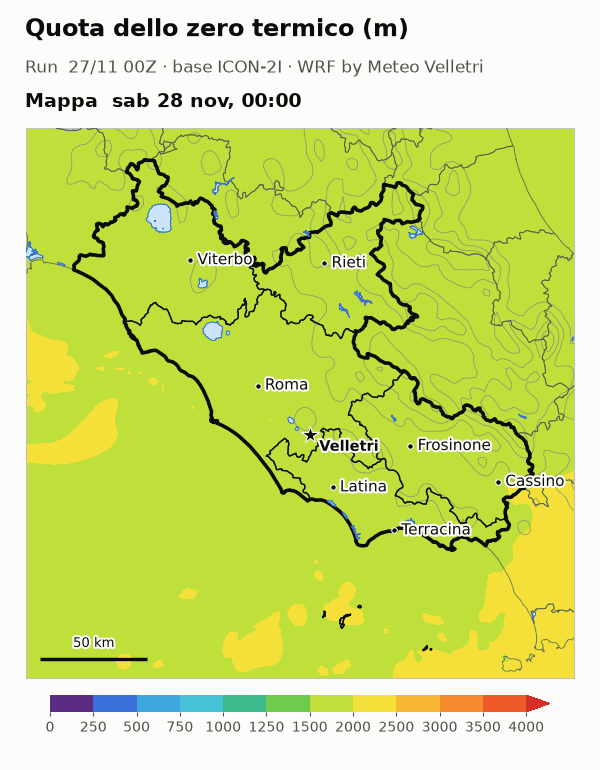 Quota dello zero termico (m)
Run 27/11 00Z · base ICON-2I · WRF by Meteo Velletri
Mappa sab 28 nov, 00:00
Viterbo
Rieti
Roma
Velletri
Frosinone
Latina
Cassino
Terracina
50 km
0 250 500 750 1000 1250 1500 2000 2500 3000 3500 4000